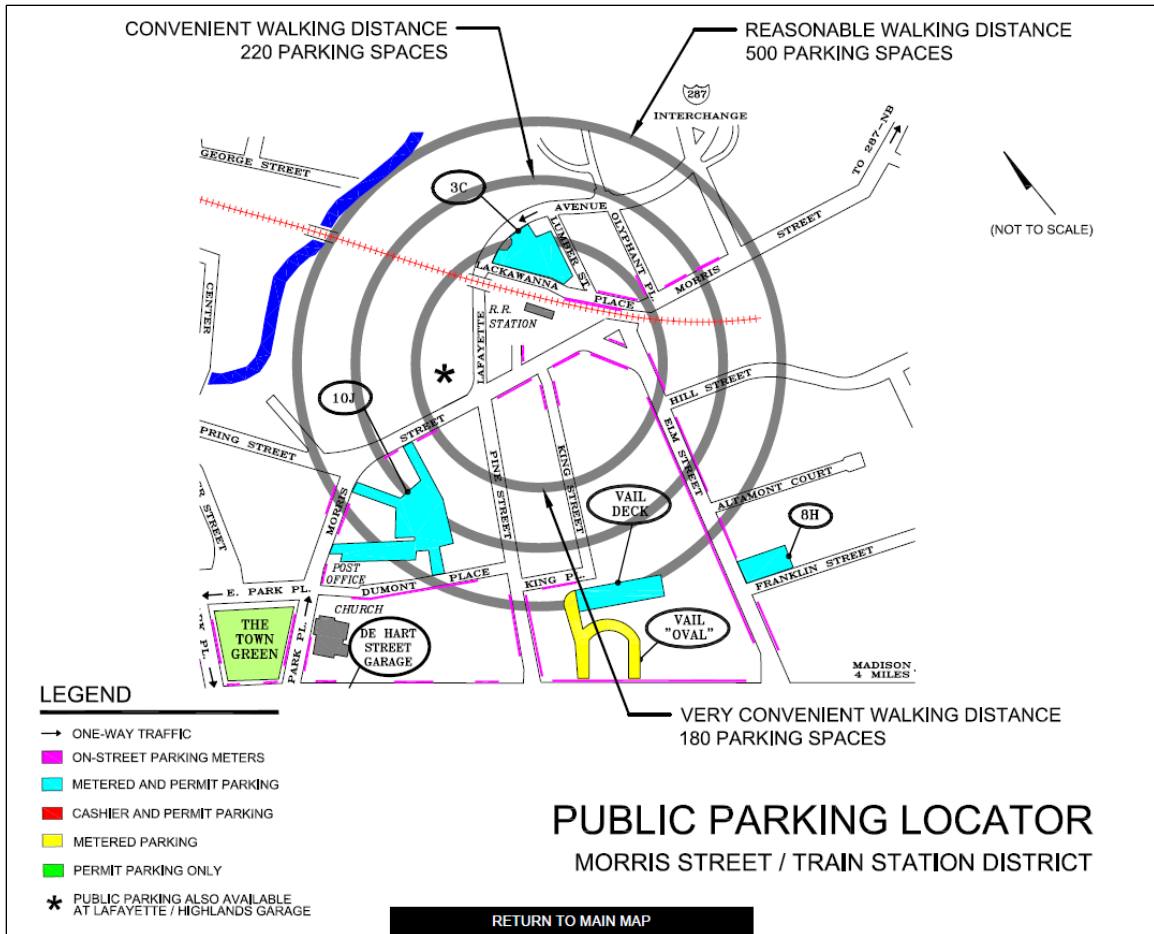 CONVENIENT WALKING DISTANCE
220 PARKING SPACES
REASONABLE WALKING DISTANCE
500 PARKING SPACES
287
INTERCHANGE
TO 287-NB
GEORGE STREET
3C
AVENUE
LUMBER ST.
OLYPHANT PL.
MORRIS
STREET
(NOT TO SCALE)
LACKAWANNA
PLACE
CENTER
R.R.
STATION
LAFAYETTE
*
10J
HILL STREET
STREET
PRING STREET
ELM STREET
PINE STREET
KING STREET
VAIL
DECK
ALTAMONT COURT
8H
MORRIS
ER STREET
POST
OFFICE
DUMONT PLACE
KING PL.
FRANKLIN STREET
E. PARK PL.
CHURCH
THE
TOWN
GREEN
PARK PL.
PL.
DE HART
STREET
GARAGE
VAIL
"OVAL"
MADISON
4 MILES
LEGEND
ONE-WAY TRAFFIC
ON-STREET PARKING METERS
METERED AND PERMIT PARKING
CASHIER AND PERMIT PARKING
METERED PARKING
PERMIT PARKING ONLY
* PUBLIC PARKING ALSO AVAILABLE
AT LAFAYETTE / HIGHLANDS GARAGE
VERY CONVENIENT WALKING DISTANCE
180 PARKING SPACES
PUBLIC PARKING LOCATOR
MORRIS STREET / TRAIN STATION DISTRICT
RETURN TO MAIN MAP